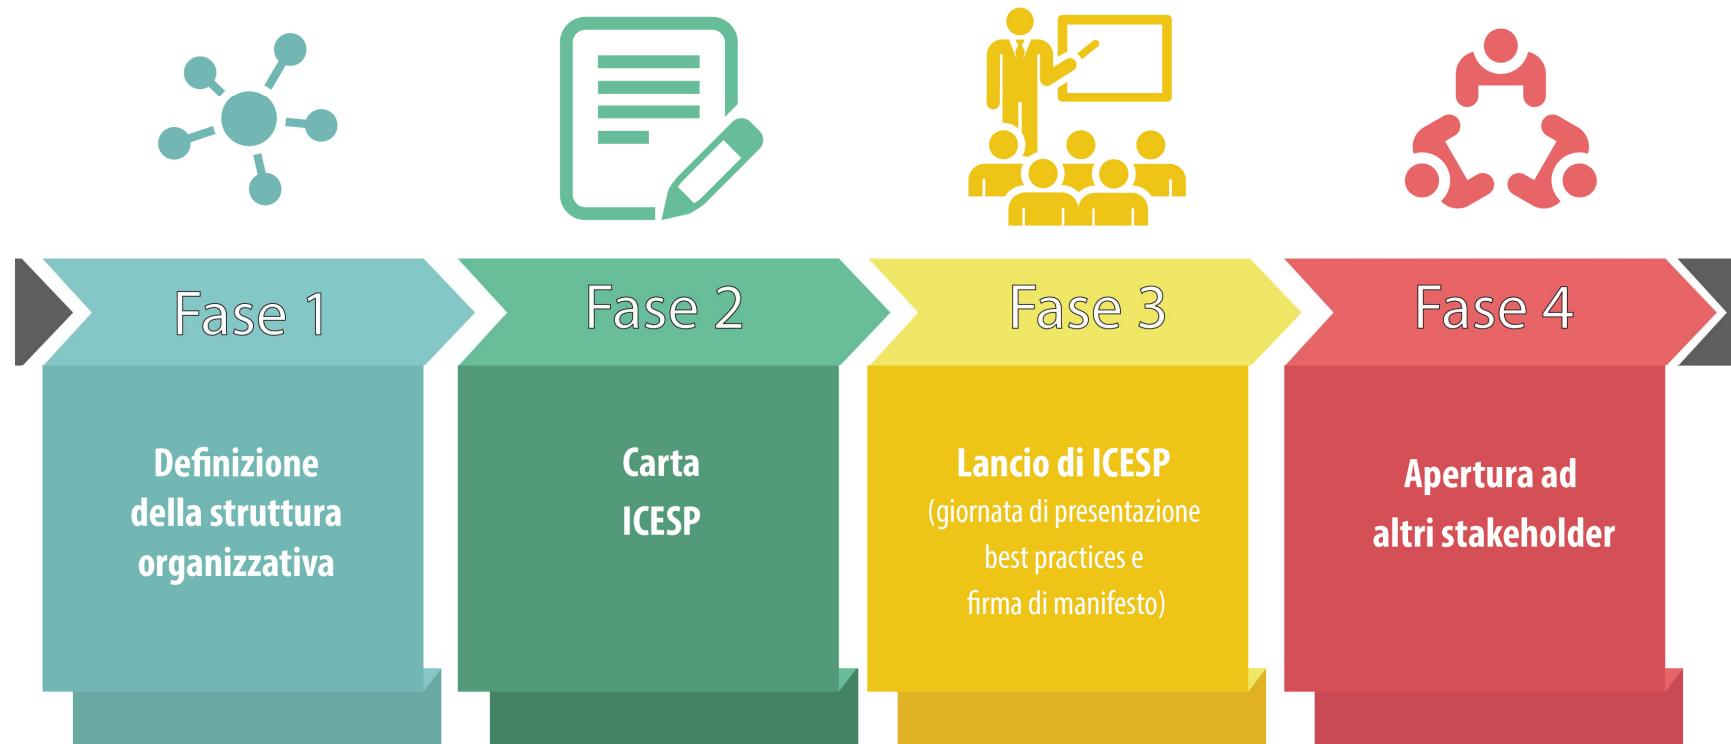 Fase 1
Fase 2
Fase 3
Fase 4
Definizione
della struttura
organizzativa
Carta
ICESP
Lancio di ICESP
(giornata di presentazione
best practices e
firma di manifesto)
Apertura ad
altri stakeholder